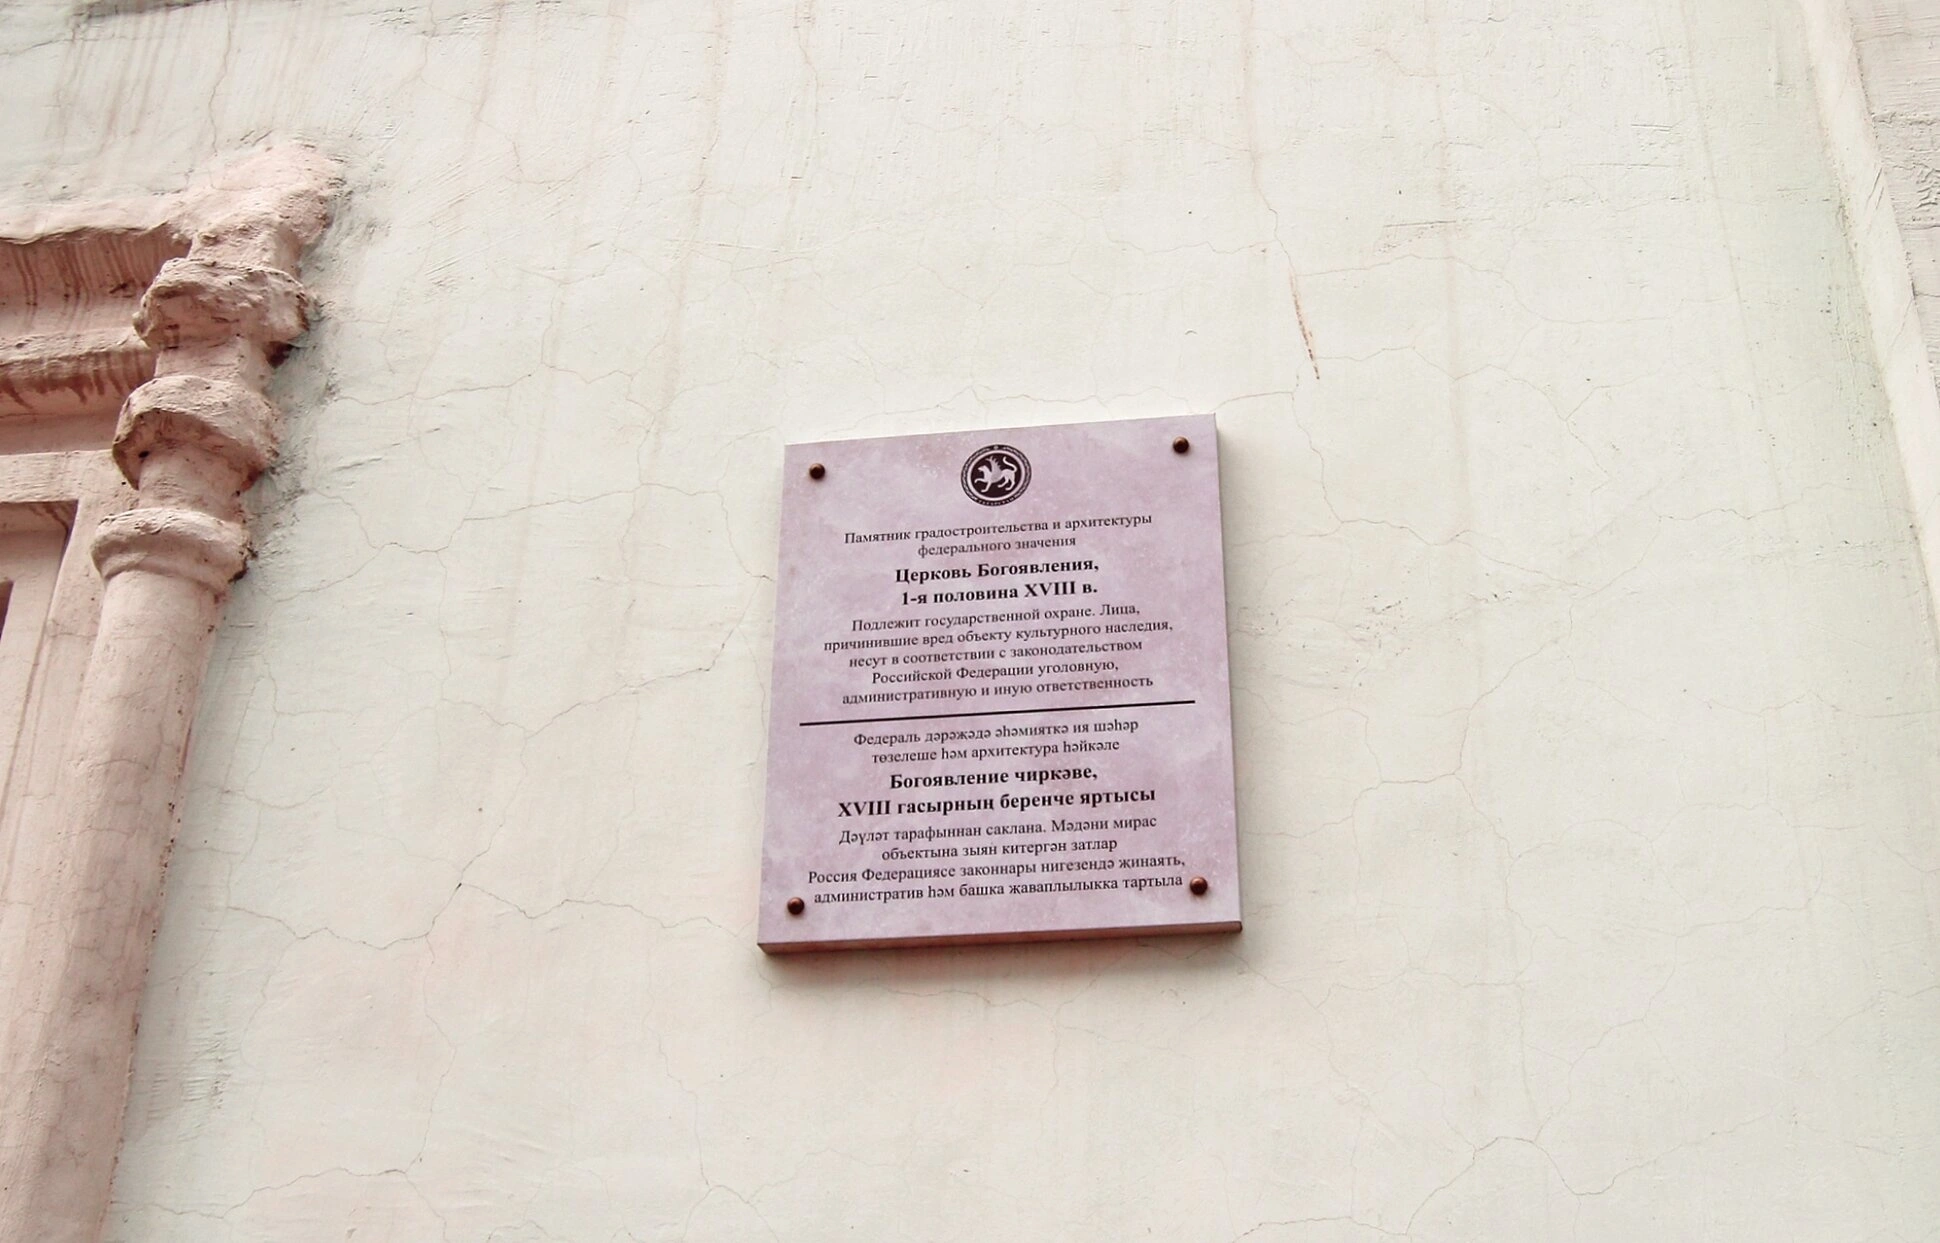 Памятник градостроительства и архитектуры
федерального значения
Церковь Богоявления,
1-я половина XVIII в.
Подлежит государственной охране. Лица,
причинившие вред объекту культурного наследия,
несут в соответствии с законодательством
Российской Федерации уголовную,
административную и иную ответственность
Федераль дәрәҗәдә әһәмияткә ия шәһәр
төзелеше һәм архитектура һәйкәле
Богоявление чиркәве,
XVIII гасырның беренче яртысы
Дәүләт тарафыннан саклана. Мәдәни мирас
объектына зыян китергән затлар
Россия Федерациясе законнары нигезендә җинаять,
административ һәм башка җаваплылыкка тартыла